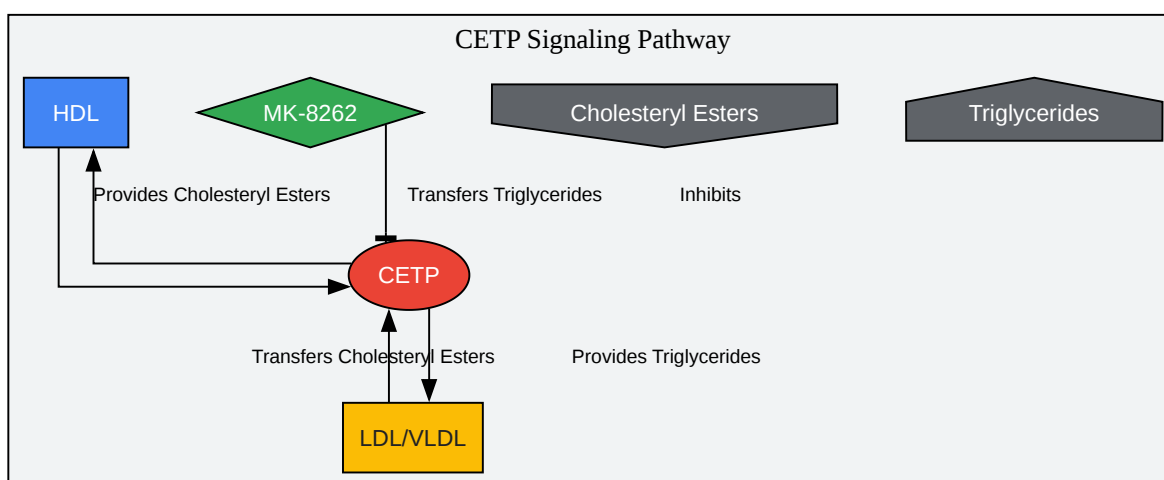 CETP Signaling Pathway
HDL
MK-8262
Cholesteryl Esters
Triglycerides
Provides Cholesteryl Esters
Transfers Triglycerides
Inhibits
CETP
Transfers Cholesteryl Esters
Provides Triglycerides
LDL/VLDL